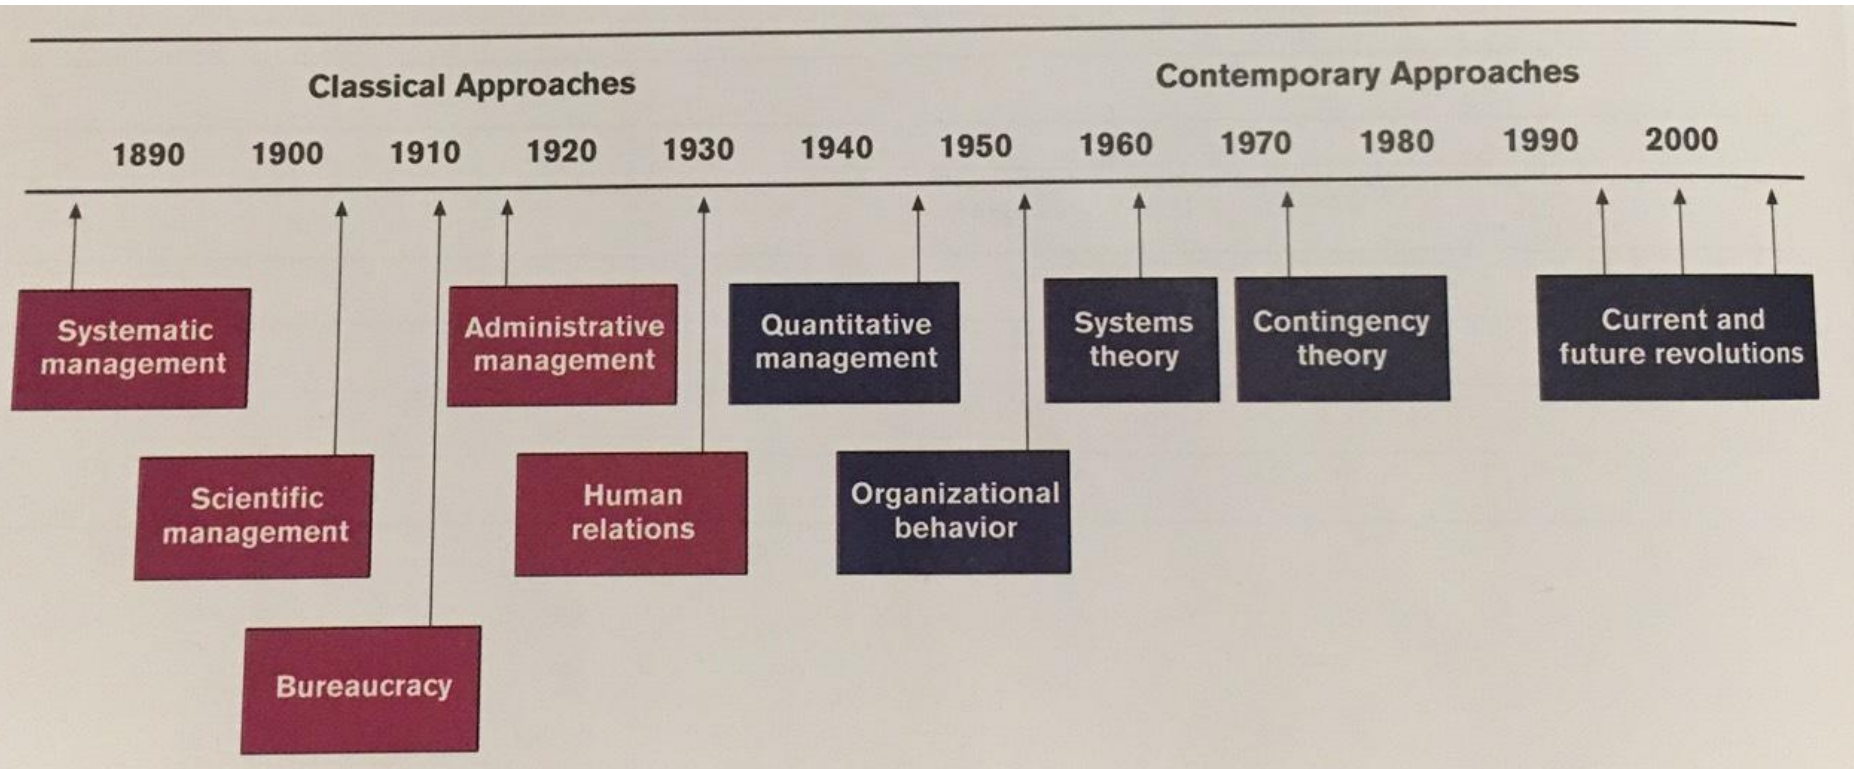 Classical Approaches
Contemporary Approaches
1890 1900 1910 1920 1930 1940 1950 1960 1970 1980 1990 2000
Systematic
management
Administrative
management
Quantitative
management
Systems
theory
Contingency
theory
Current and
future revolutions
Scientific
management
Human
relations
Organizational
behavior
Bureaucracy